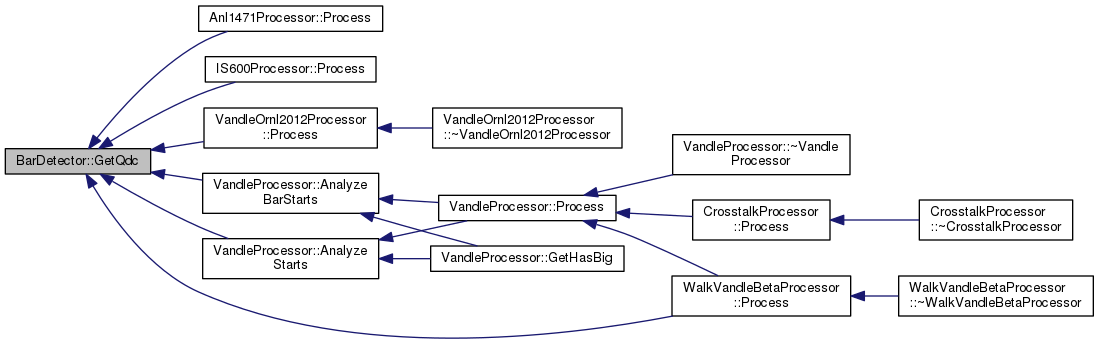 Anl1471Processor::Process
IS600Processor::Process
VandleOrnl2012Processor
::Process
VandleOrnl2012Processor
::~VandleOrnl2012Processor
BarDetector::GetQdc
VandleProcessor::Analyze
BarStarts
VandleProcessor::Analyze
Starts
VandleProcessor::Process
VandleProcessor::GetHasBig
VandleProcessor::~Vandle
Processor
CrosstalkProcessor
::Process
CrosstalkProcessor
::~CrosstalkProcessor
WalkVandleBetaProcessor
::Process
WalkVandleBetaProcessor
::~WalkVandleBetaProcessor